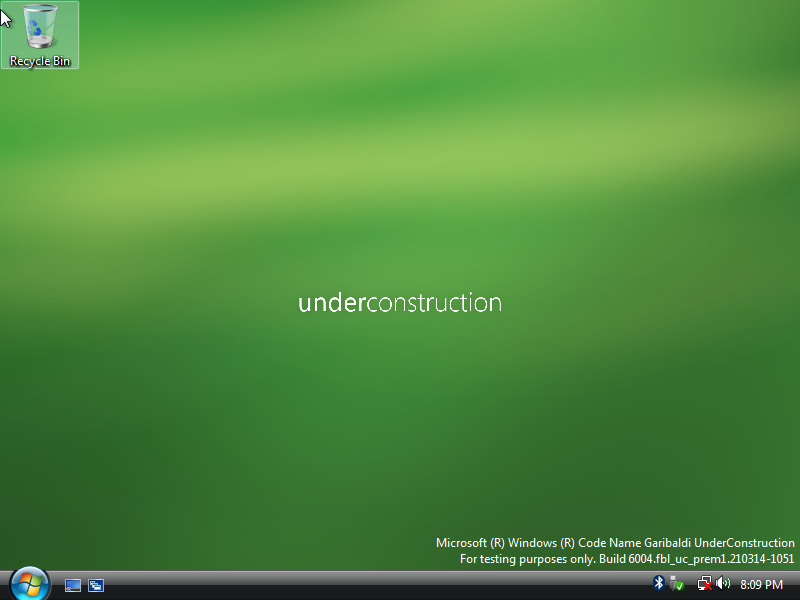 Recycle Bin
underconstruction
Microsoft (R) Windows (R) Code Name Garibaldi UnderConstruction
For testing purposes only. Build 6004.fbl_uc_prem1.210314-1051
8:09 PM